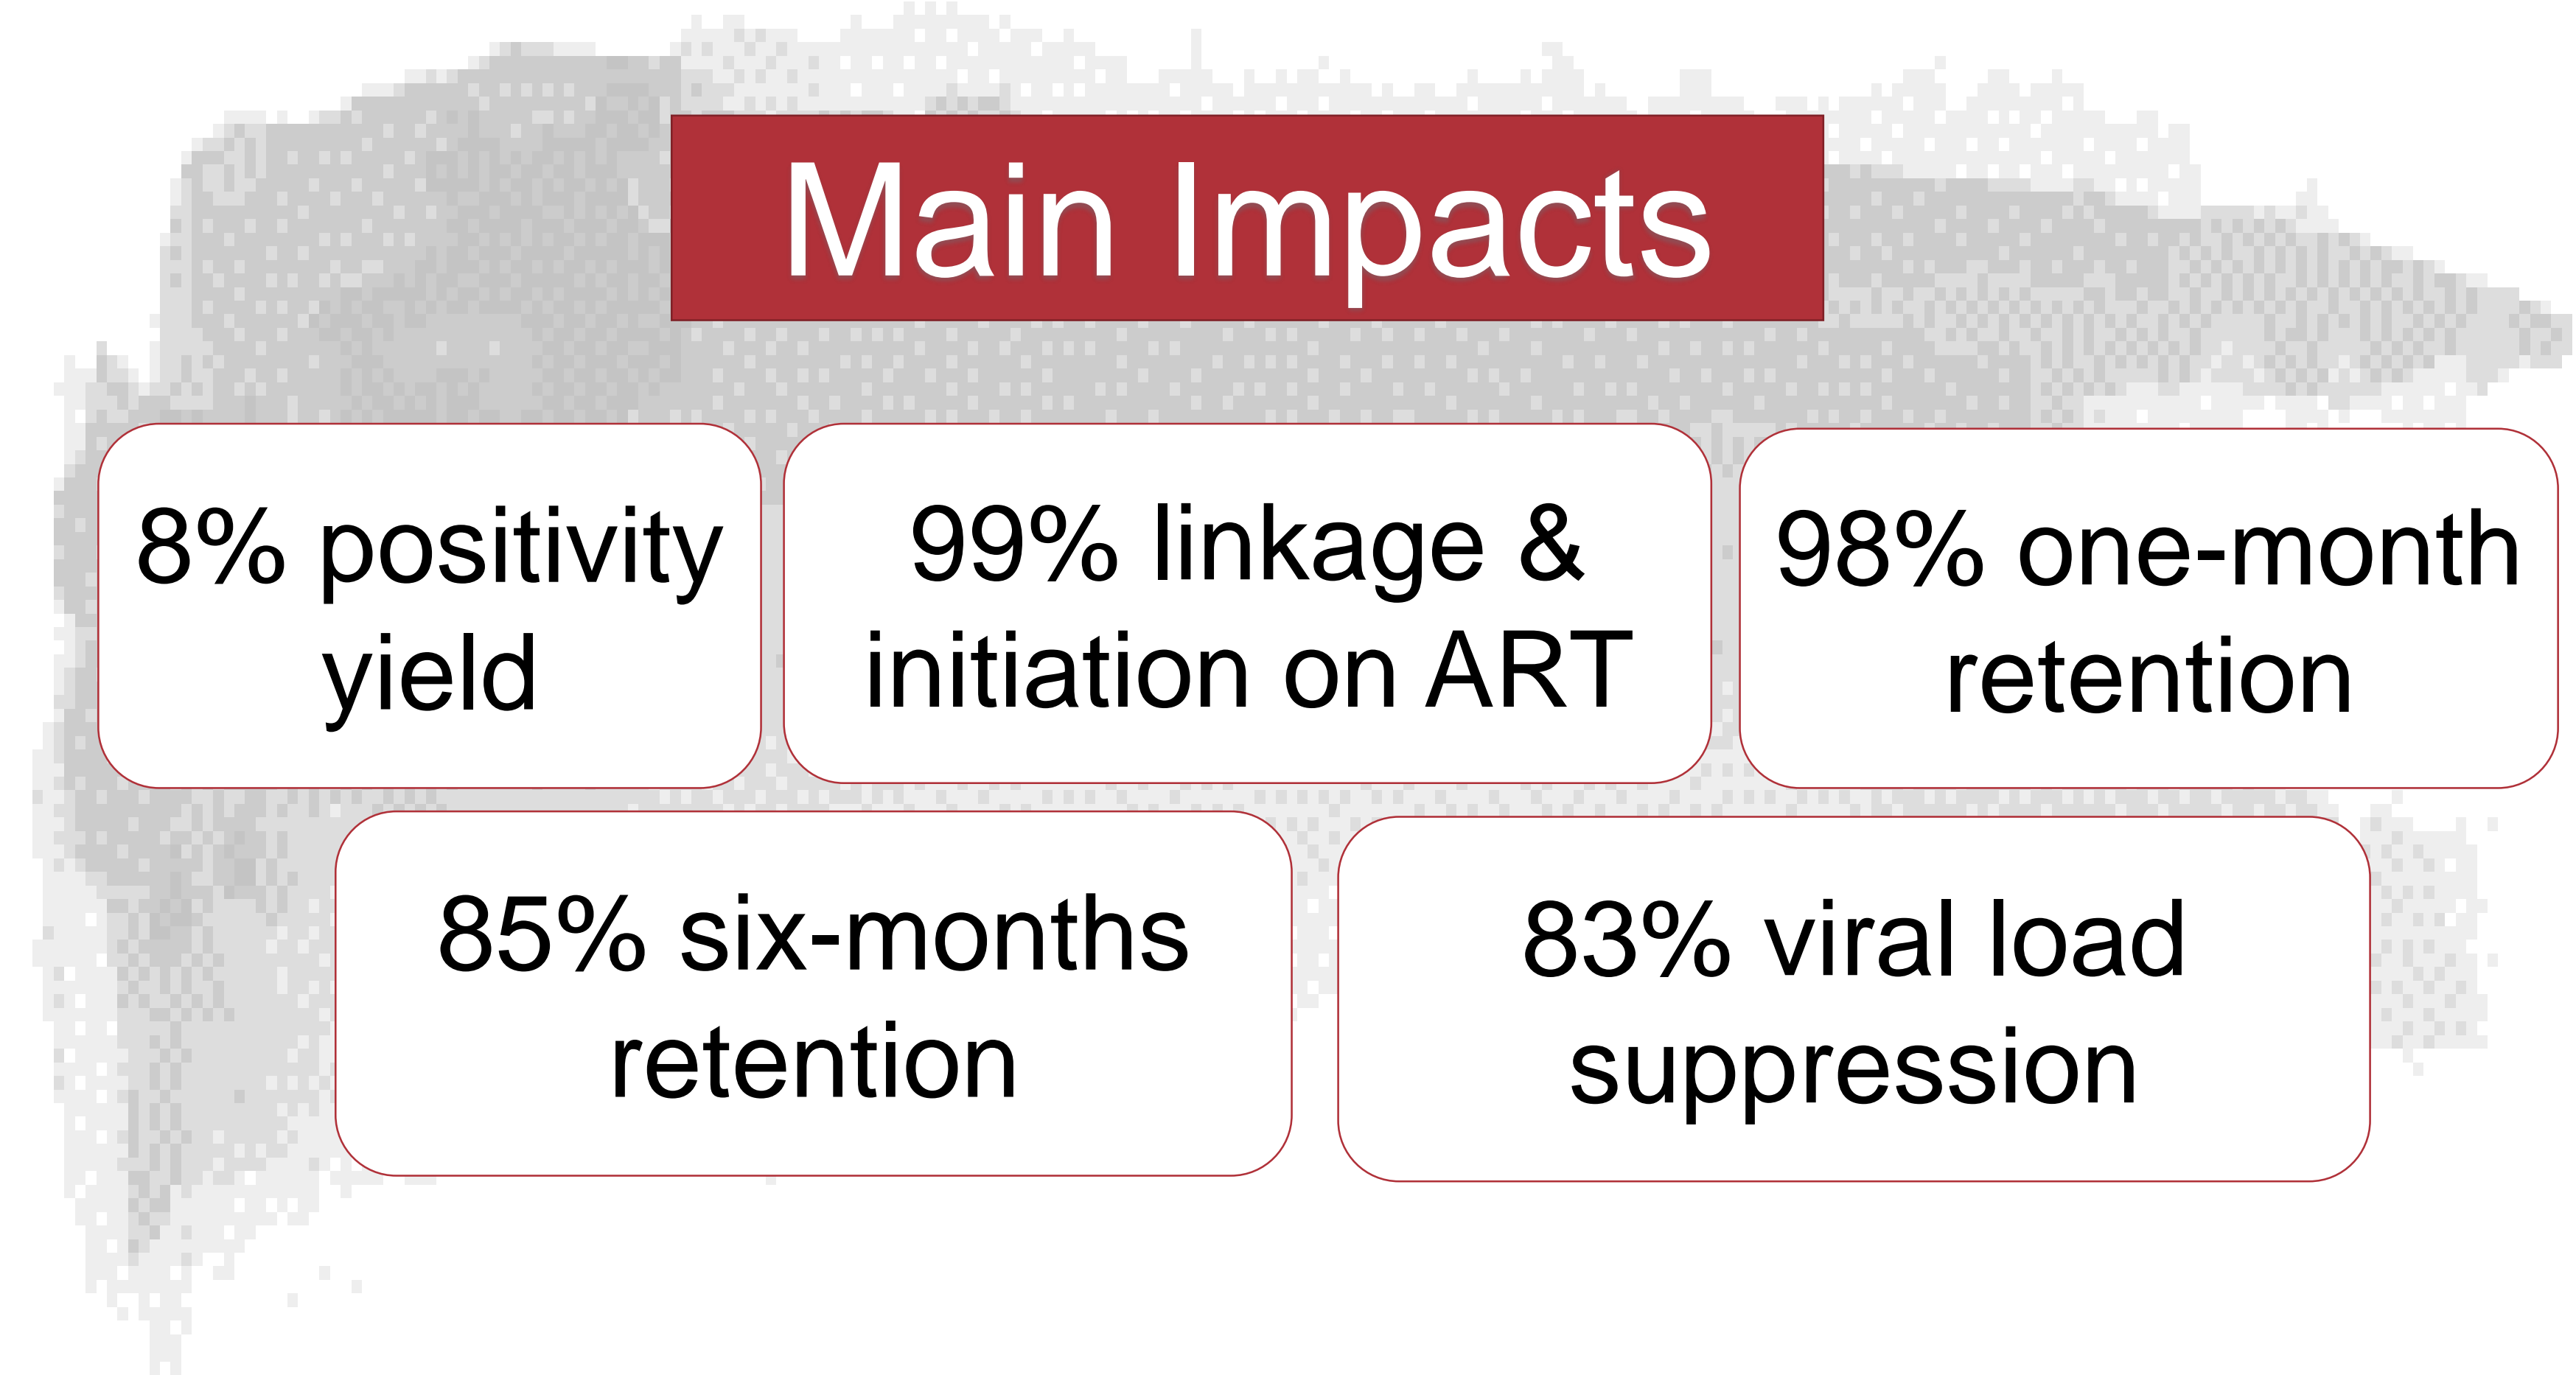 Main Impacts
8% positivity
yield
99% linkage &
initiation on ART
98% one-month
retention
85% six-months
retention
83% viral load
suppression